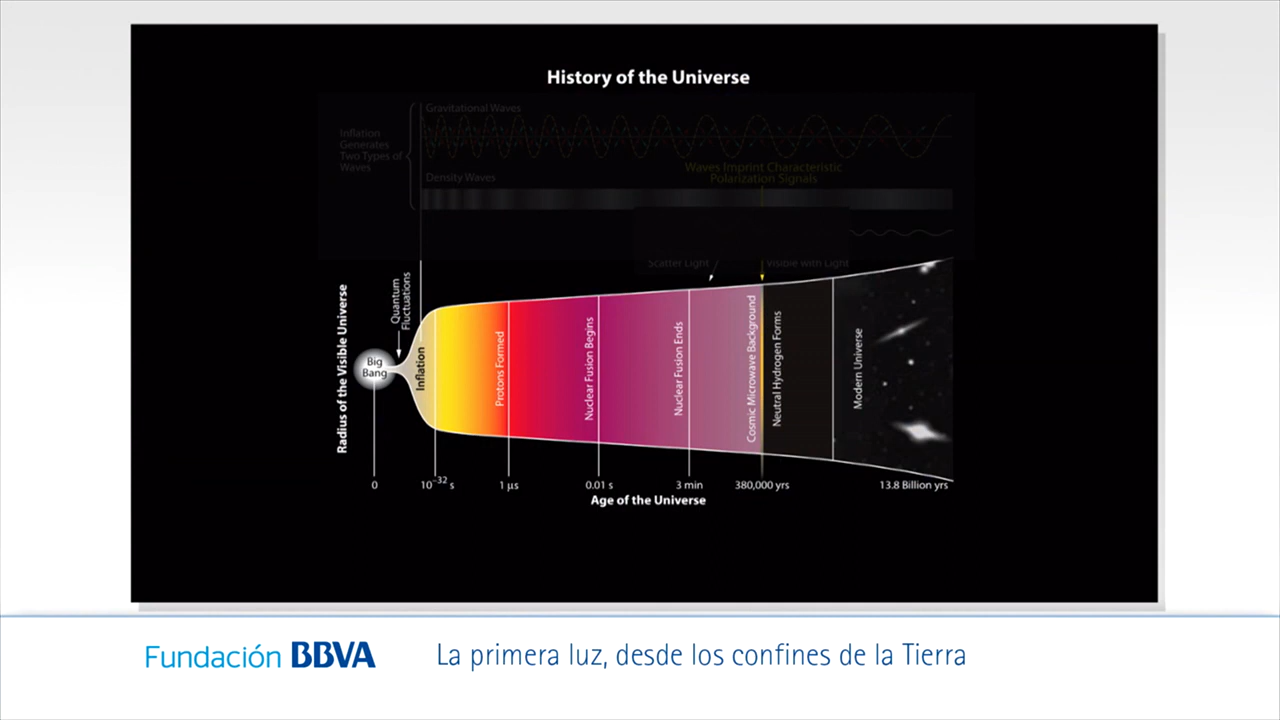 History of the Universe
Gravitational Waves
Inflation
Generates
Two Types of
Waves
Waves Imprint Characteristic
Polarization Signals
Density Waves
Scatter Light
Visible with Light
Radius of the Visible Universe
Quantum
Fluctuations
Big
Bang
Inflation
Protons Formed
Nuclear Fusion Begins
Nuclear Fusion Ends
Cosmic Microwave Background
Neutral Hydrogen Forms
Modern Universe
0
10⁻³² s
1 µs
0.01 s
3 min
380,000 yrs
13.8 Billion yrs
Age of the Universe
Fundación BBVA
La primera luz, desde los confines de la Tierra